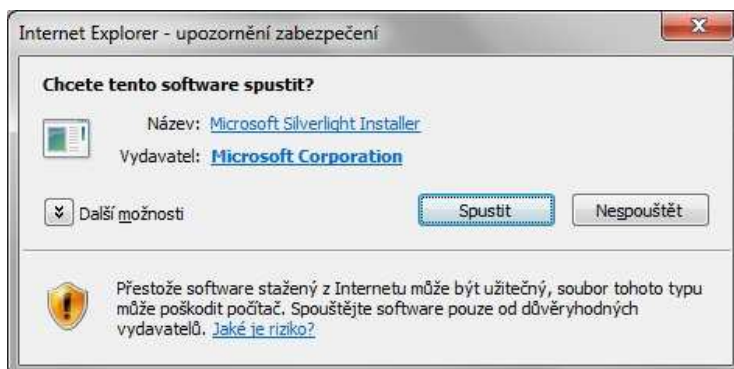 Internet Explorer - upozornění zabezpečení
Chcete tento software spustit?
Název: Microsoft Silverlight Installer
Vydavatel: Microsoft Corporation
Další možnosti
Spustit
Nespouštět
Přestože software stažený z Internetu může být užitečný, soubor tohoto typu
může poškodit počítač. Spouštějte software pouze od důvěryhodných
vydavatelů. Jaké je riziko?